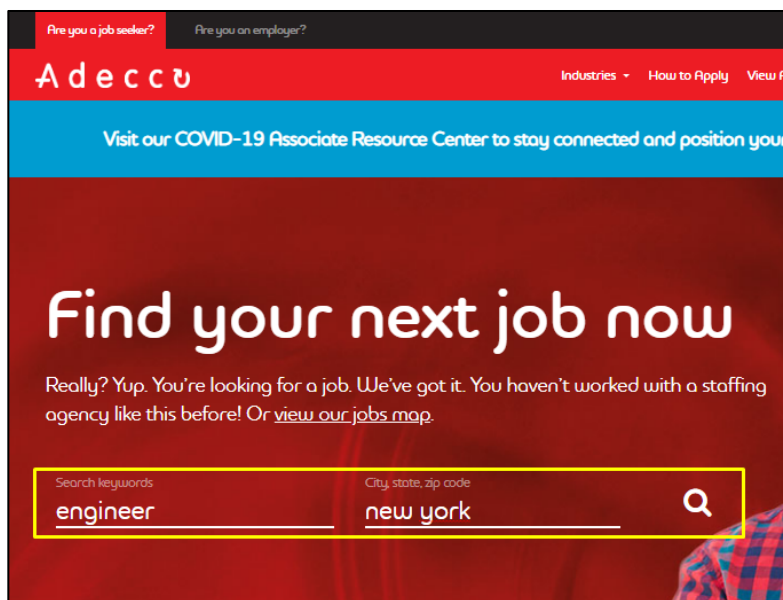 Are you a job seeker? Are you an employer?
Adecco
Industries How to Apply View
Visit our COVID-19 Associate Resource Center to stay connected and position your
Find your next job now
Really? Yup. You're looking for a job. We've got it. You haven't worked with a staffing
agency like this before! Or view our jobs map.
Search keywords City, state, zip code
engineer new york